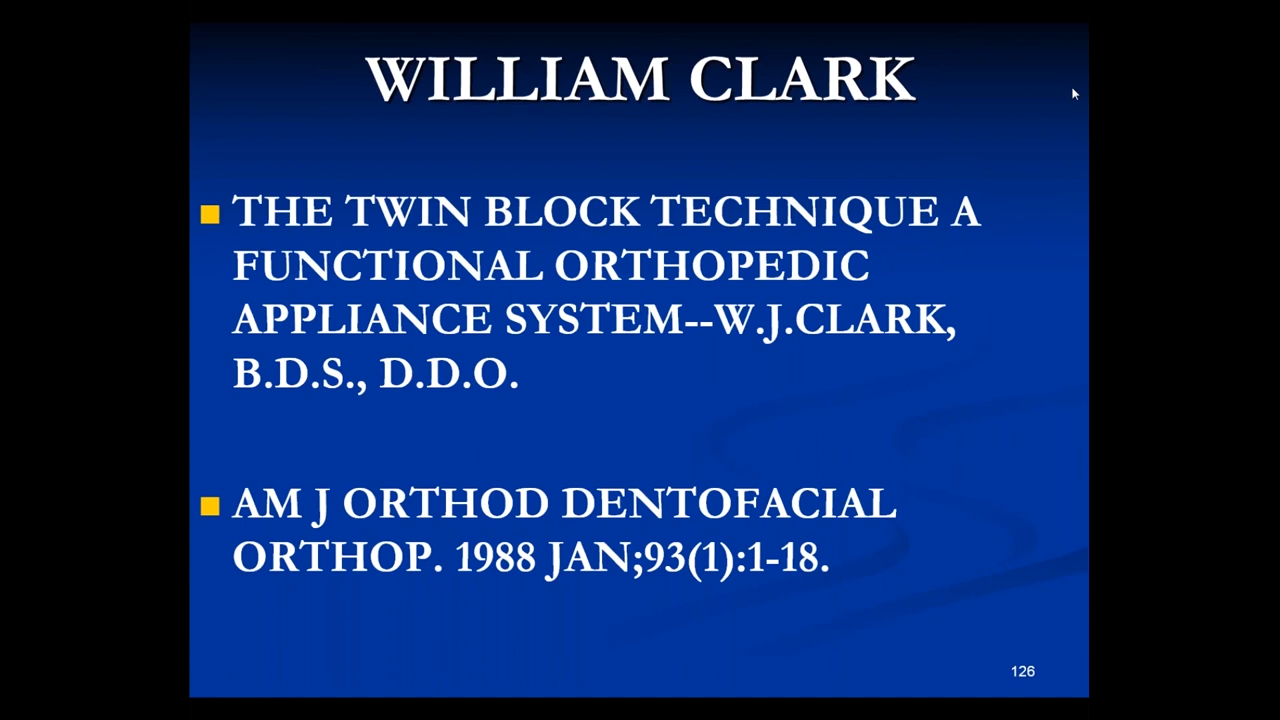 WILLIAM CLARK
THE TWIN BLOCK TECHNIQUE A
FUNCTIONAL ORTHOPEDIC
APPLIANCE SYSTEM--W.J.CLARK,
B.D.S., D.D.O.
AM J ORTHOD DENTOFACIAL
ORTHOP. 1988 JAN;93(1):1-18.
126